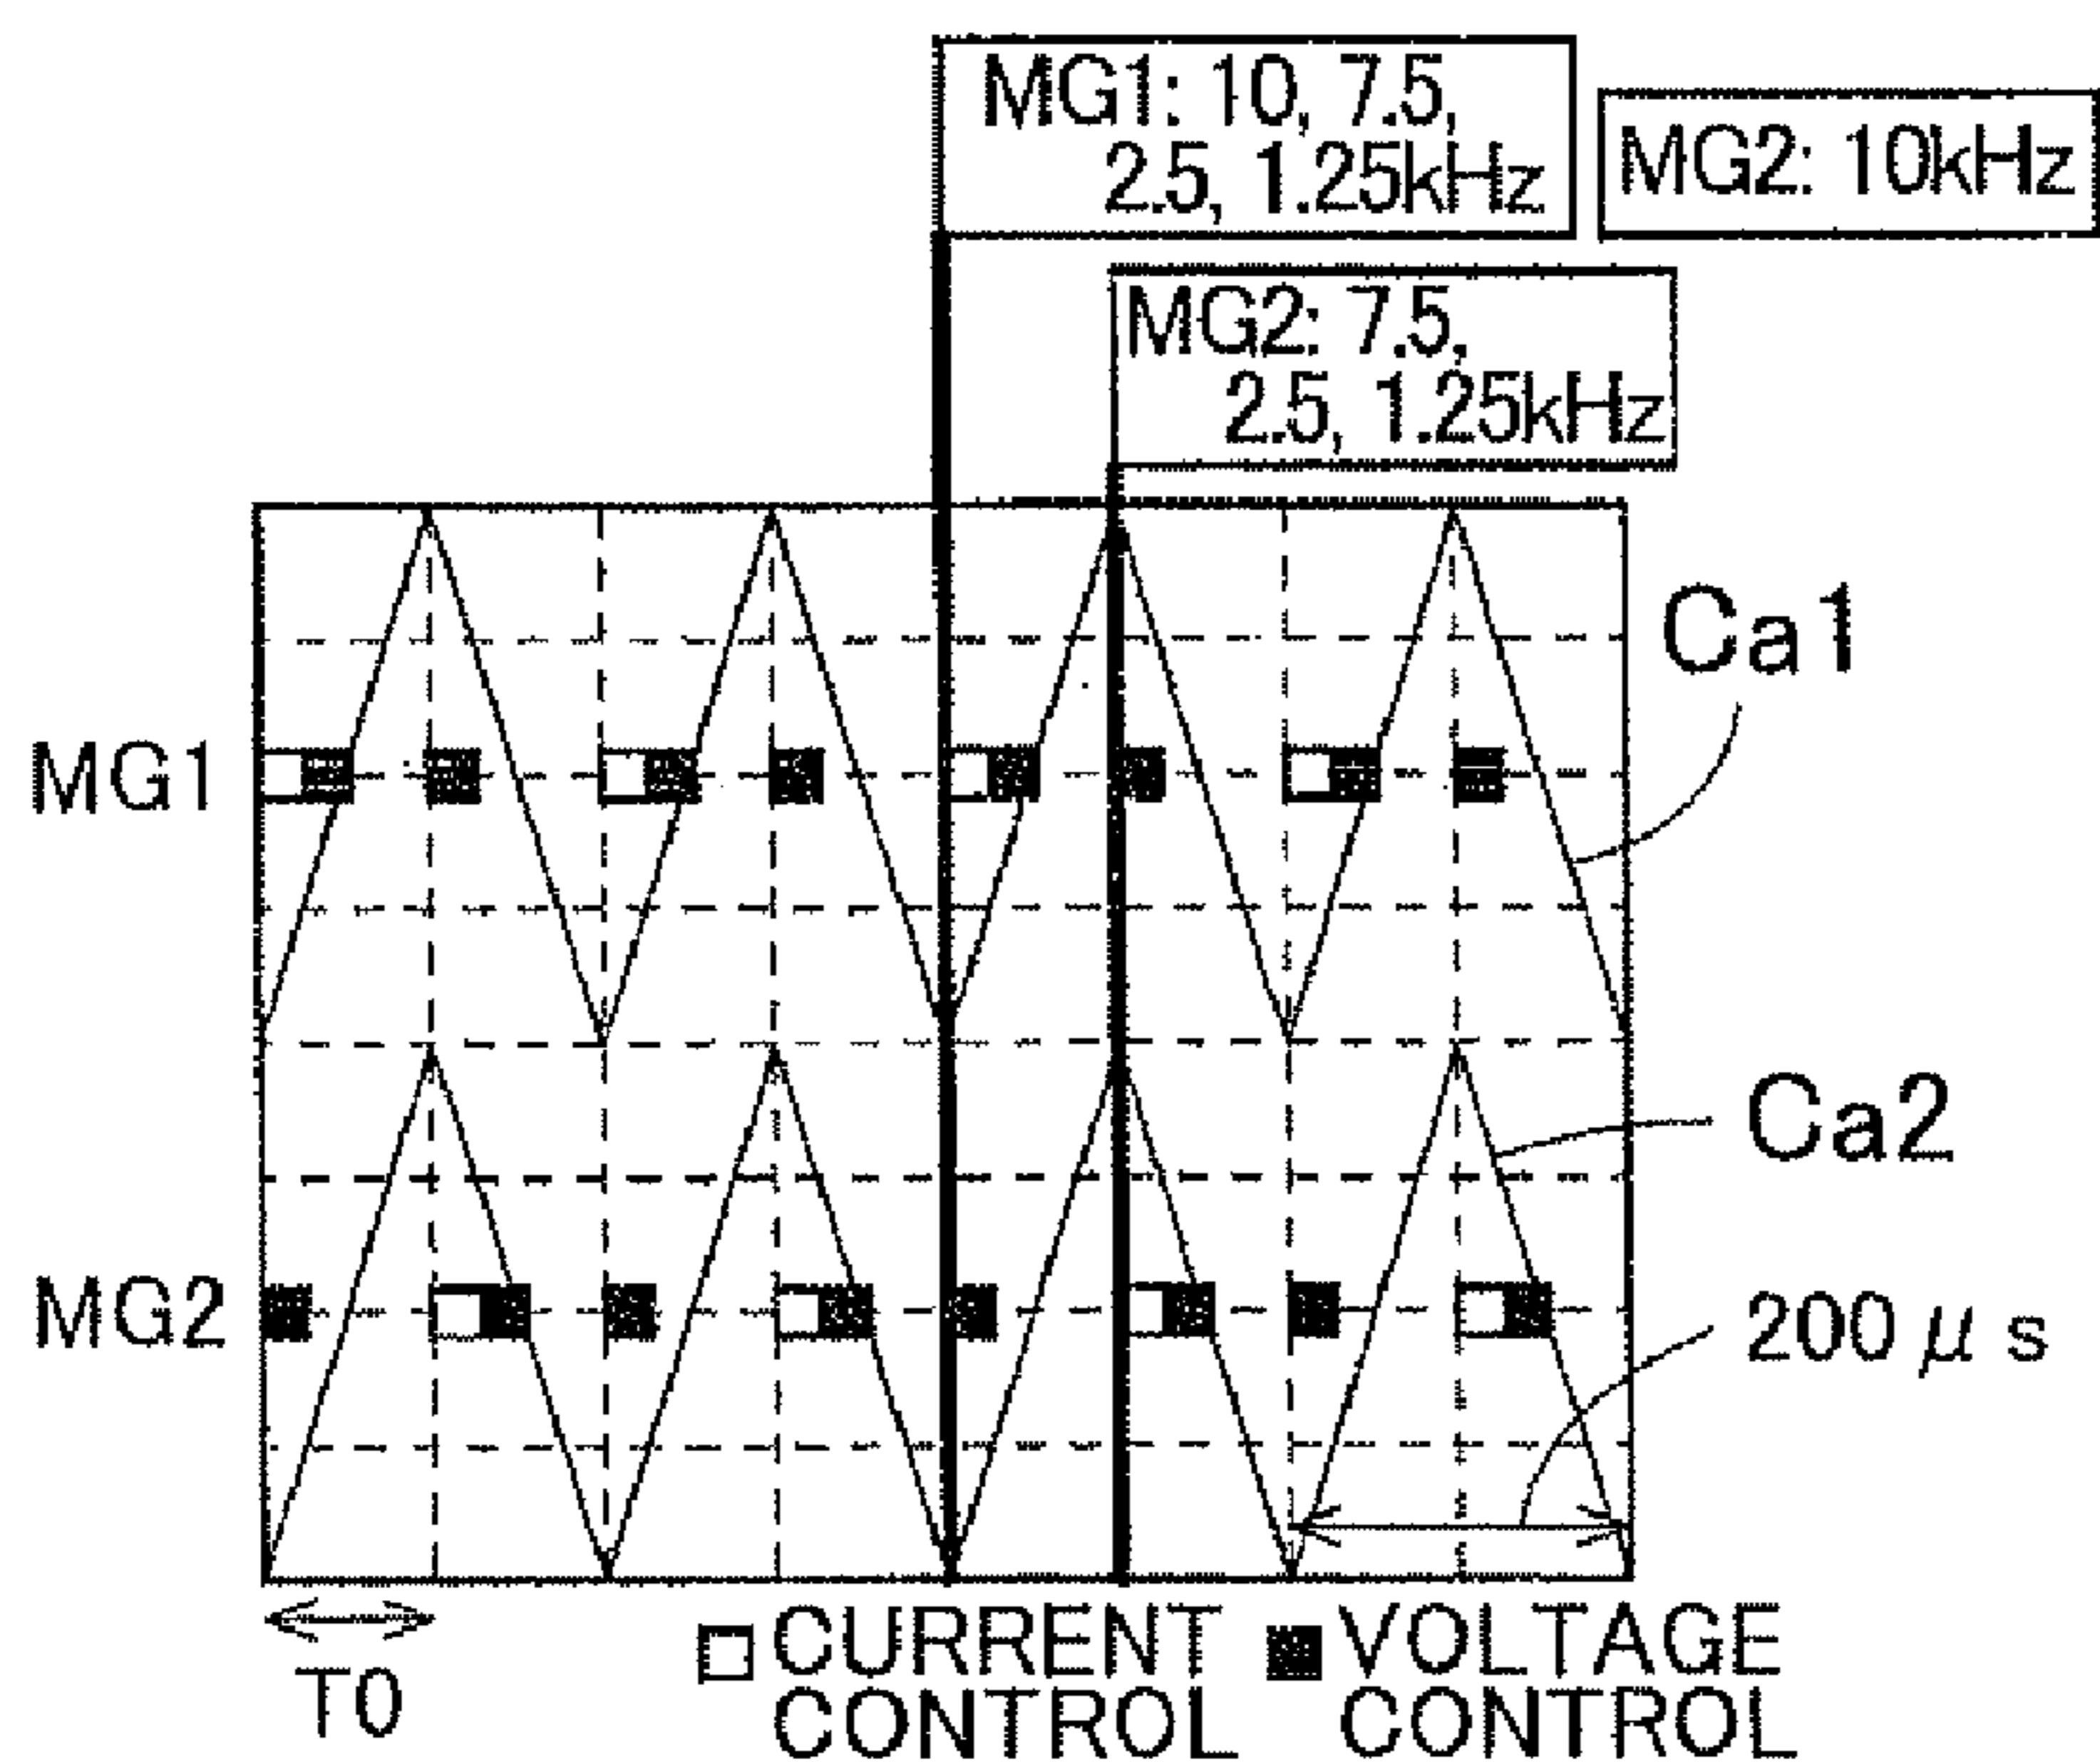 MG1: 10, 7.5,
2.5, 1.25kHz
MG2: 10kHz
MG2: 7.5,
2.5, 1.25kHz
Ca1
MG1
Ca2
MG2
200μs
T0
CURRENT
CONTROL
VOLTAGE
CONTROL